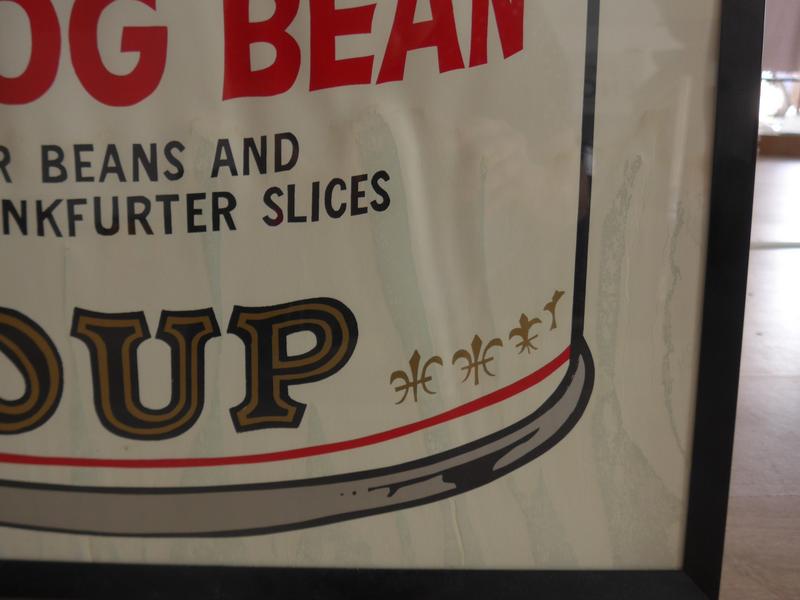 OG BEAN
R BEANS AND
NKFURTER SLICES
OUP